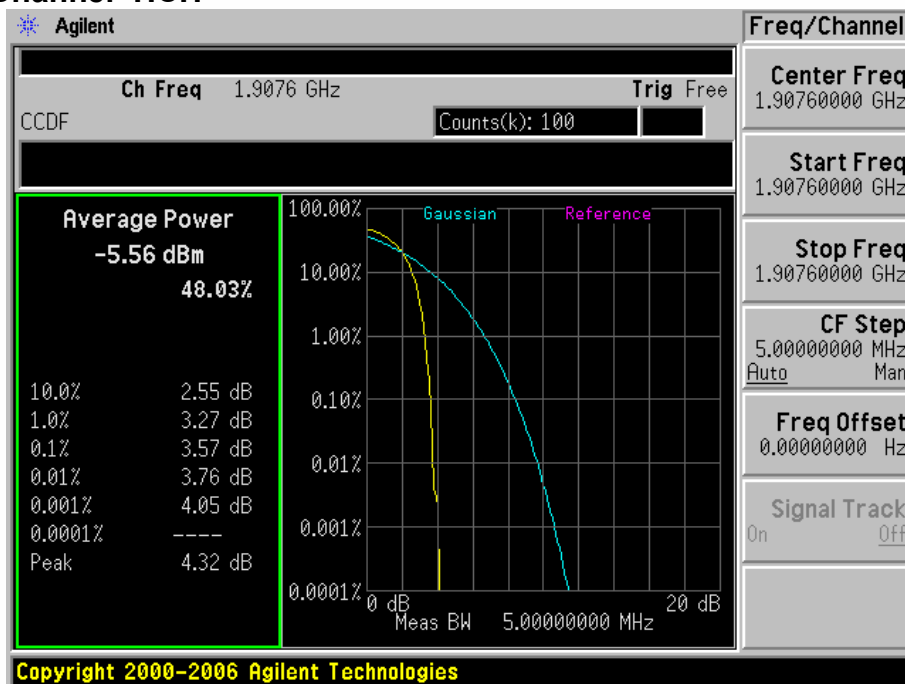 Agilent
Ch Freq 1.9076 GHz Trig Free
CCDF Counts(k): 100
Average Power
-5.56 dBm
48.03%
10.0% 2.55 dB
1.0% 3.27 dB
0.1% 3.57 dB
0.01% 3.76 dB
0.001% 4.05 dB
0.0001% ----
Peak 4.32 dB
Gaussian Reference
100.00%
10.00%
1.00%
0.10%
0.01%
0.001%
0.0001%
0 dB 20 dB
Meas BW 5.00000000 MHz
Freq/Channel
Center Freq
1.90760000 GHz
Start Freq
1.90760000 GHz
Stop Freq
1.90760000 GHz
CF Step
5.00000000 MHz
Auto Man
Freq Offset
0.00000000 Hz
Signal Track
On Off
Copyright 2000-2006 Agilent Technologies